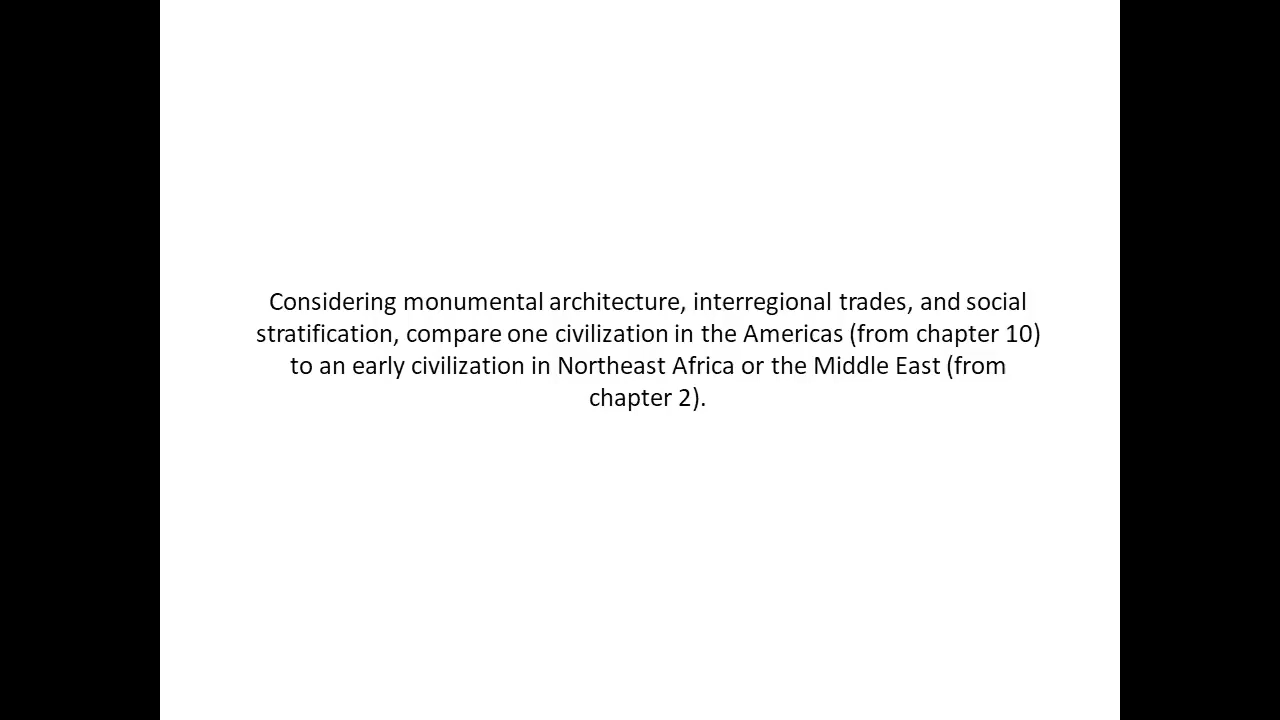 Considering monumental architecture, interregional trades, and social
stratification, compare one civilization in the Americas (from chapter 10)
to an early civilization in Northeast Africa or the Middle East (from
chapter 2).